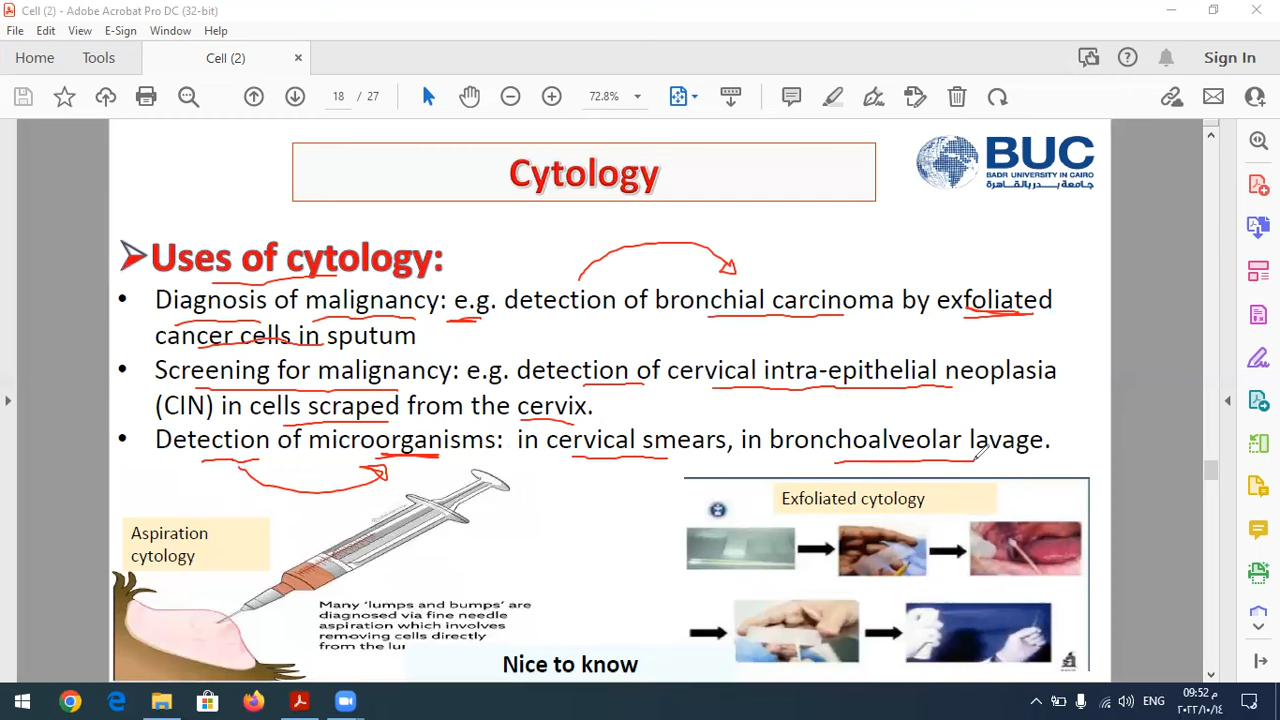 Cell (2) - Adobe Acrobat Pro DC (32-bit)
File Edit View E-Sign Window Help
Home Tools Cell (2) Sign In
18 / 27 72.8%
Cytology
BUC
BADR UNIVERSITY IN CAIRO
جامعة بدر بالقاهرة
Uses of cytology:
• Diagnosis of malignancy: e.g. detection of bronchial carcinoma by exfoliated
cancer cells in sputum
• Screening for malignancy: e.g. detection of cervical intra-epithelial neoplasia
(CIN) in cells scraped from the cervix.
• Detection of microorganisms: in cervical smears, in bronchoalveolar lavage.
Aspiration
cytology
Many 'lumps and bumps' are
diagnosed via fine needle
aspiration which involves
removing cells directly
from the
Exfoliated cytology
Nice to know
ENG
09:52 م
٢٠٢٢/١٠/١٤